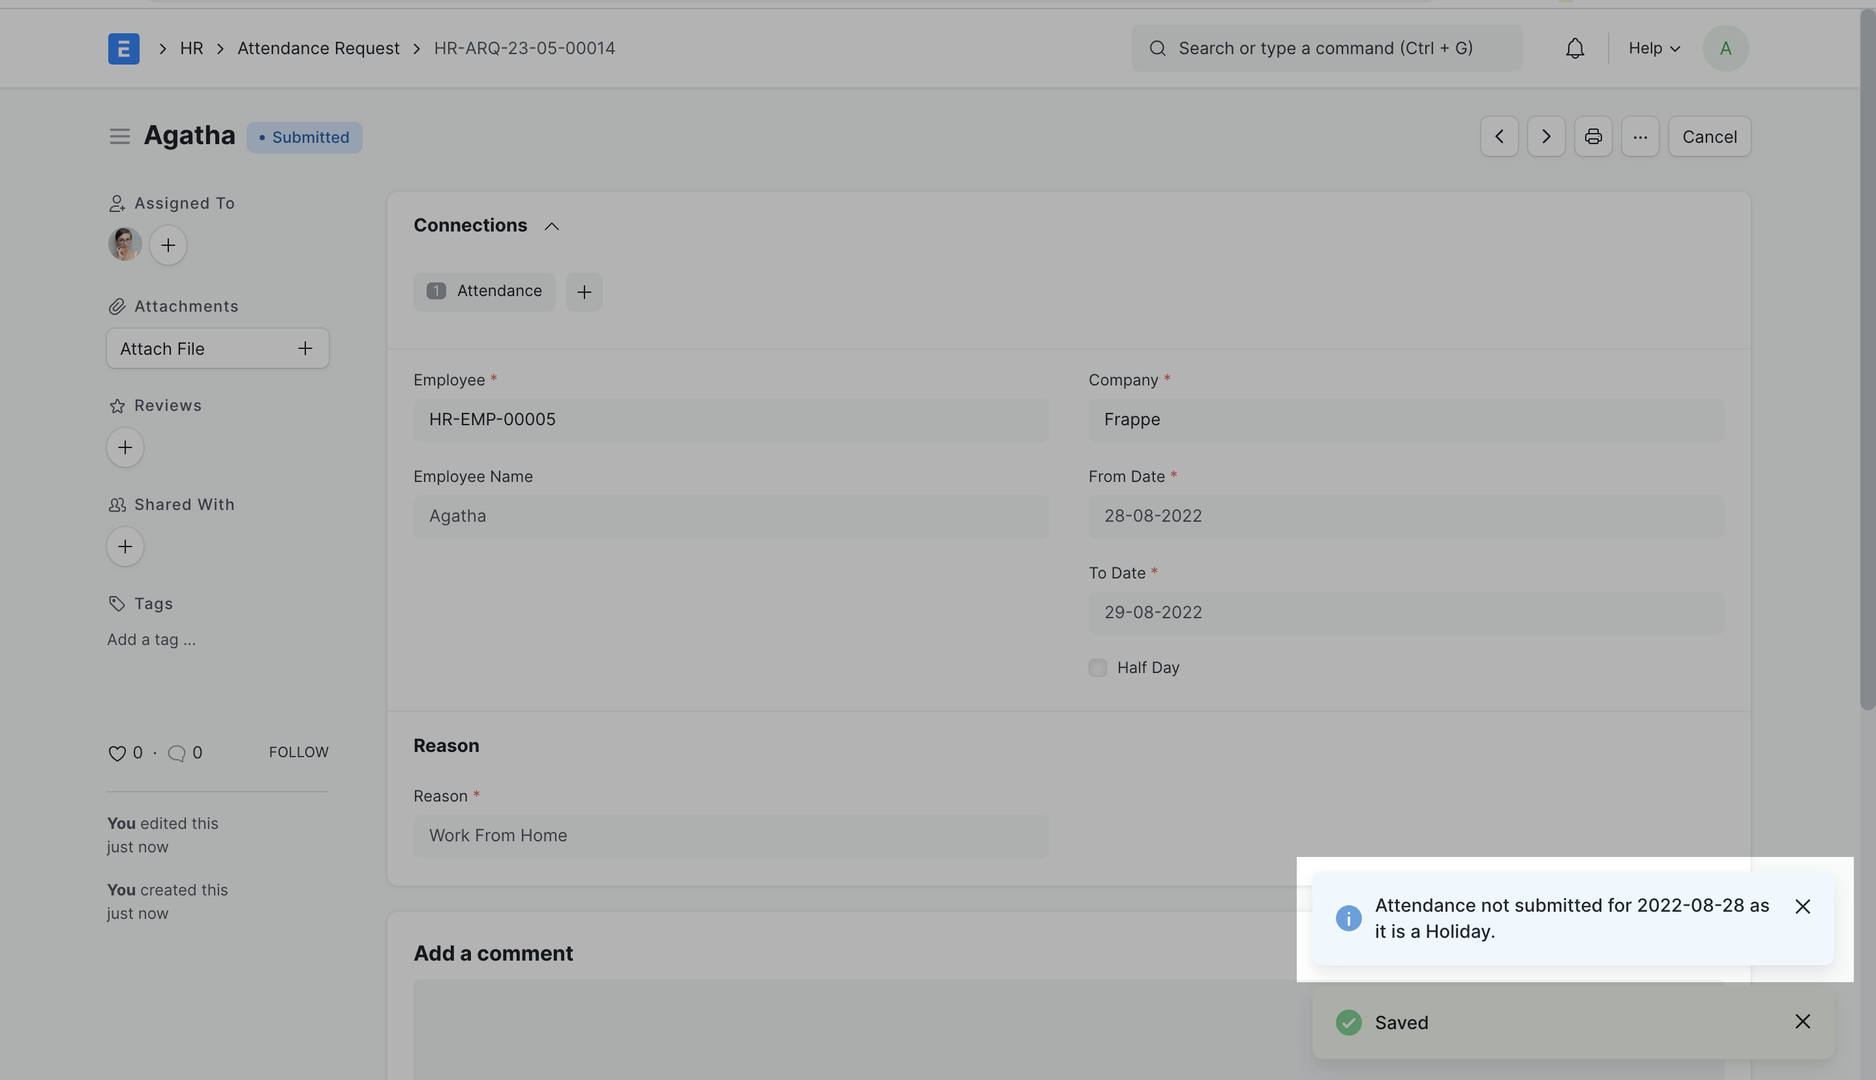 E
HR
Attendance Request
HR-ARQ-23-05-00014
Search or type a command (Ctrl + G)
Help
A
Agatha
• Submitted
Cancel
Assigned To
Attachments
Attach File
Reviews
Shared With
Tags
Add a tag ...
0 · 0
FOLLOW
You edited this
just now
You created this
just now
Connections
1 Attendance
Employee *
HR-EMP-00005
Company *
Frappe
Employee Name
Agatha
From Date *
28-08-2022
To Date *
29-08-2022
Half Day
Reason
Reason *
Work From Home
Add a comment
Attendance not submitted for 2022-08-28 as
it is a Holiday.
Saved